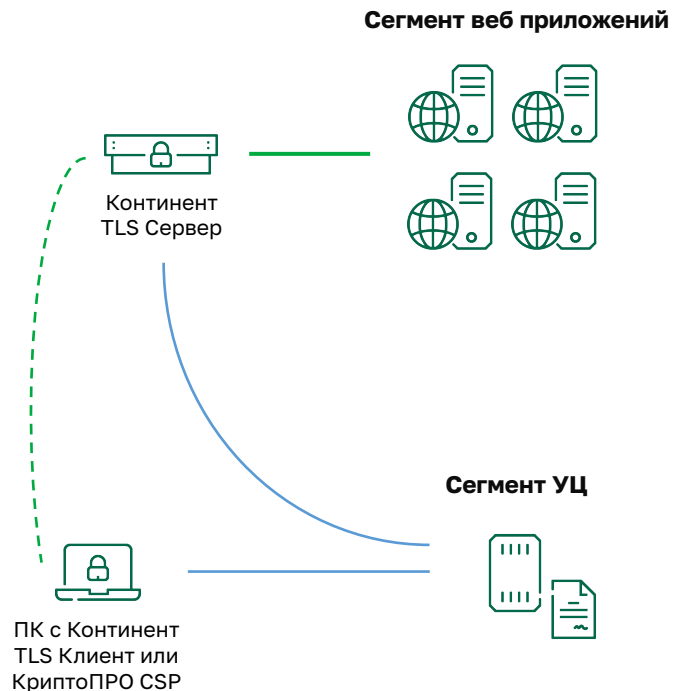 Сегмент веб приложений
Континент
TLS Сервер
Сегмент УЦ
ПК с Континент
TLS Клиент или
КриптоПРО CSP